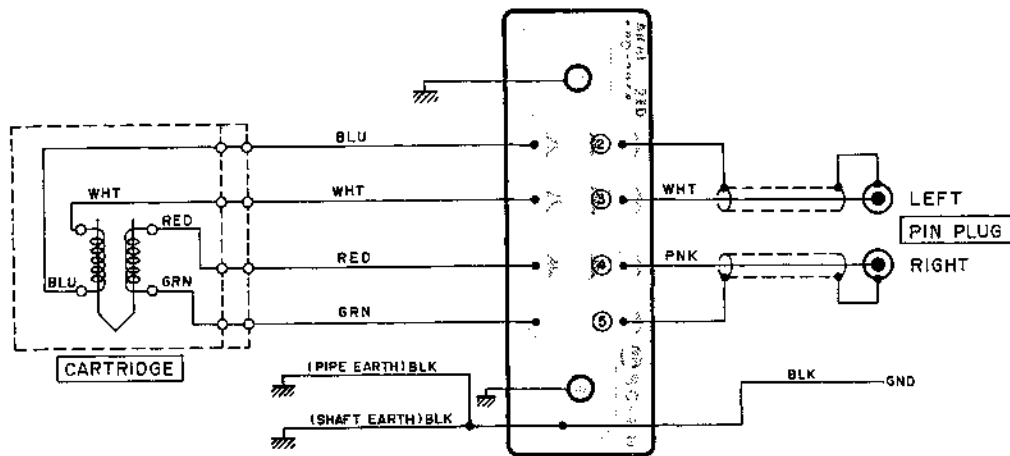 BLU
②
WHT
WHT
③
WHT
LEFT
RED
PIN PLUG
RED
④
PNK
RIGHT
BLU
GRN
GRN
⑤
CARTRIDGE
(PIPE EARTH) BLK
BLK
GND
(SHAFT EARTH) BLK